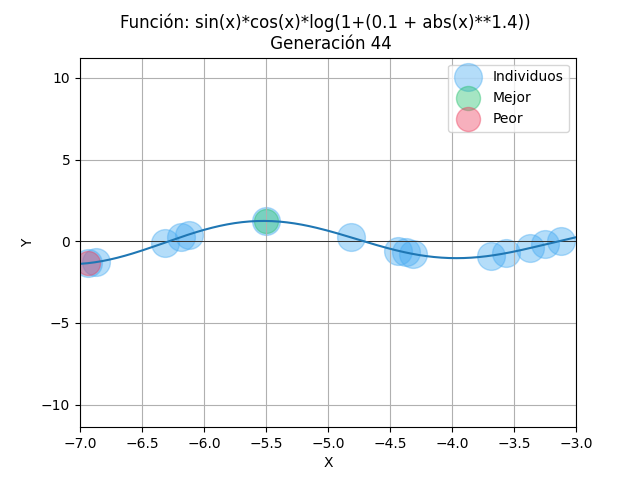 Función: sin(x)*cos(x)*log(1+(0.1 + abs(x)**1.4))
Generación 44
Individuos
Mejor
Peor
10
5
0
−5
−10
Y
−7.0 −6.5 −6.0 −5.5 −5.0 −4.5 −4.0 −3.5 −3.0
X